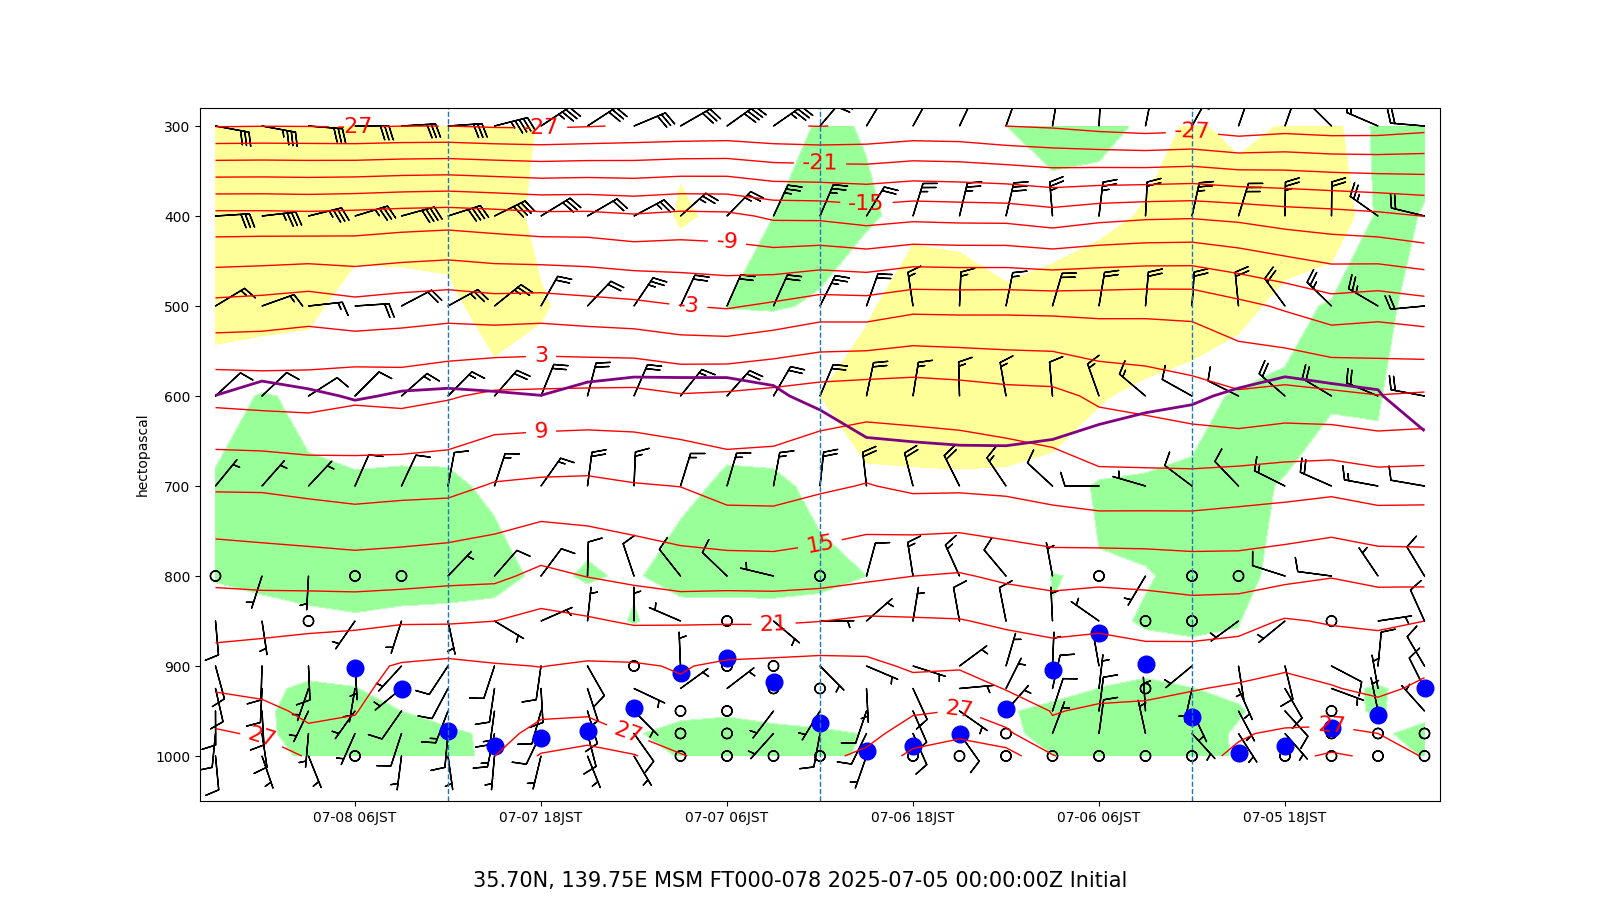 300
400
500
600
700
800
900
1000
hectopascal
-27
-27
-27
-21
-15
-9
-3
3
9
15
21
27
27
27
27
07-08 06JST
07-07 18JST
07-07 06JST
07-06 18JST
07-06 06JST
07-05 18JST
35.70N, 139.75E MSM FT000-078 2025-07-05 00:00:00Z Initial